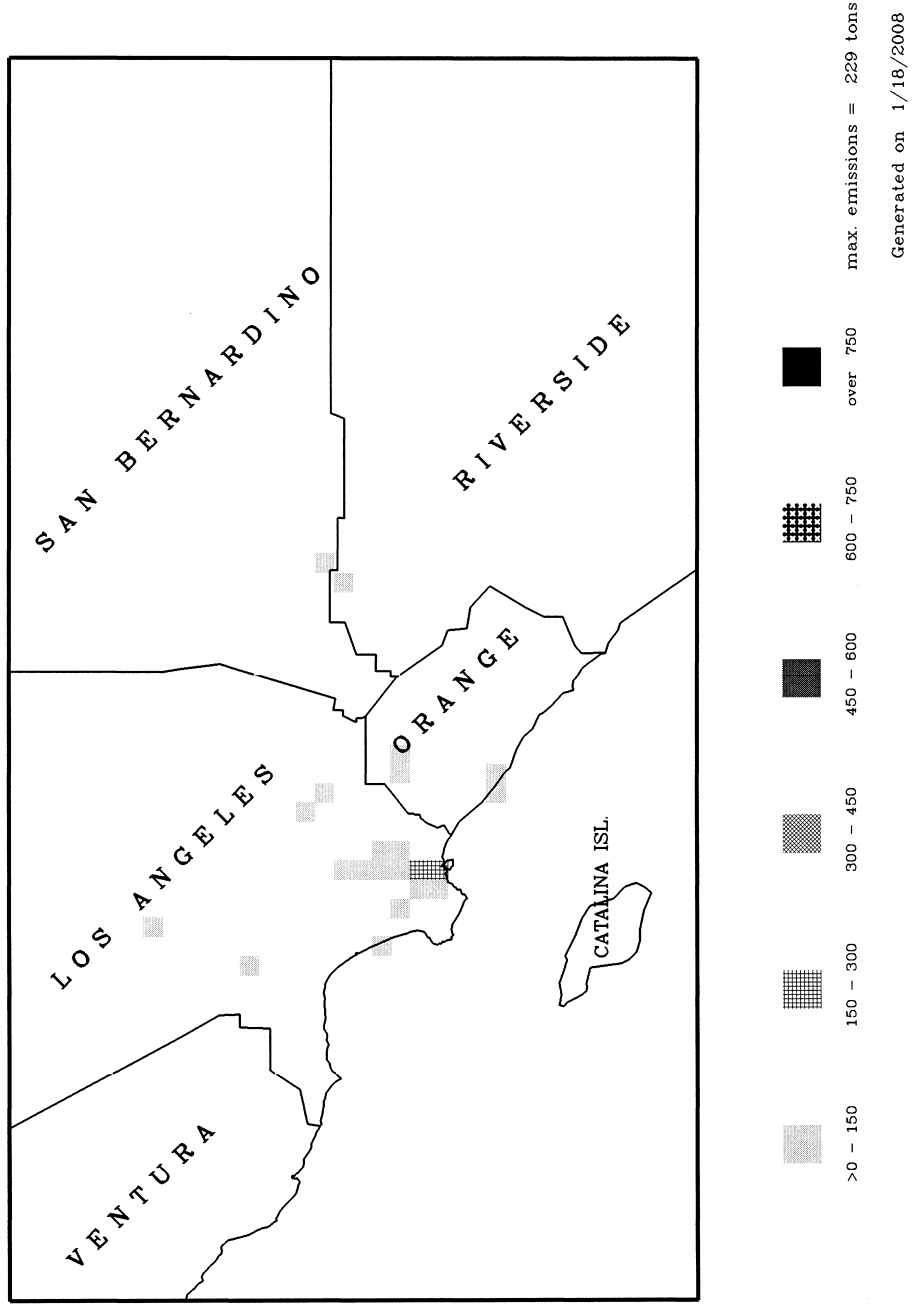 VENTURA
LOS ANGELES
SAN BERNARDINO
ORANGE
RIVERSIDE
CATALINA ISL.
>0 – 150
150 – 300
300 – 450
450 – 600
600 – 750
over 750
max. emissions = 229 tons
Generated on 1/18/2008